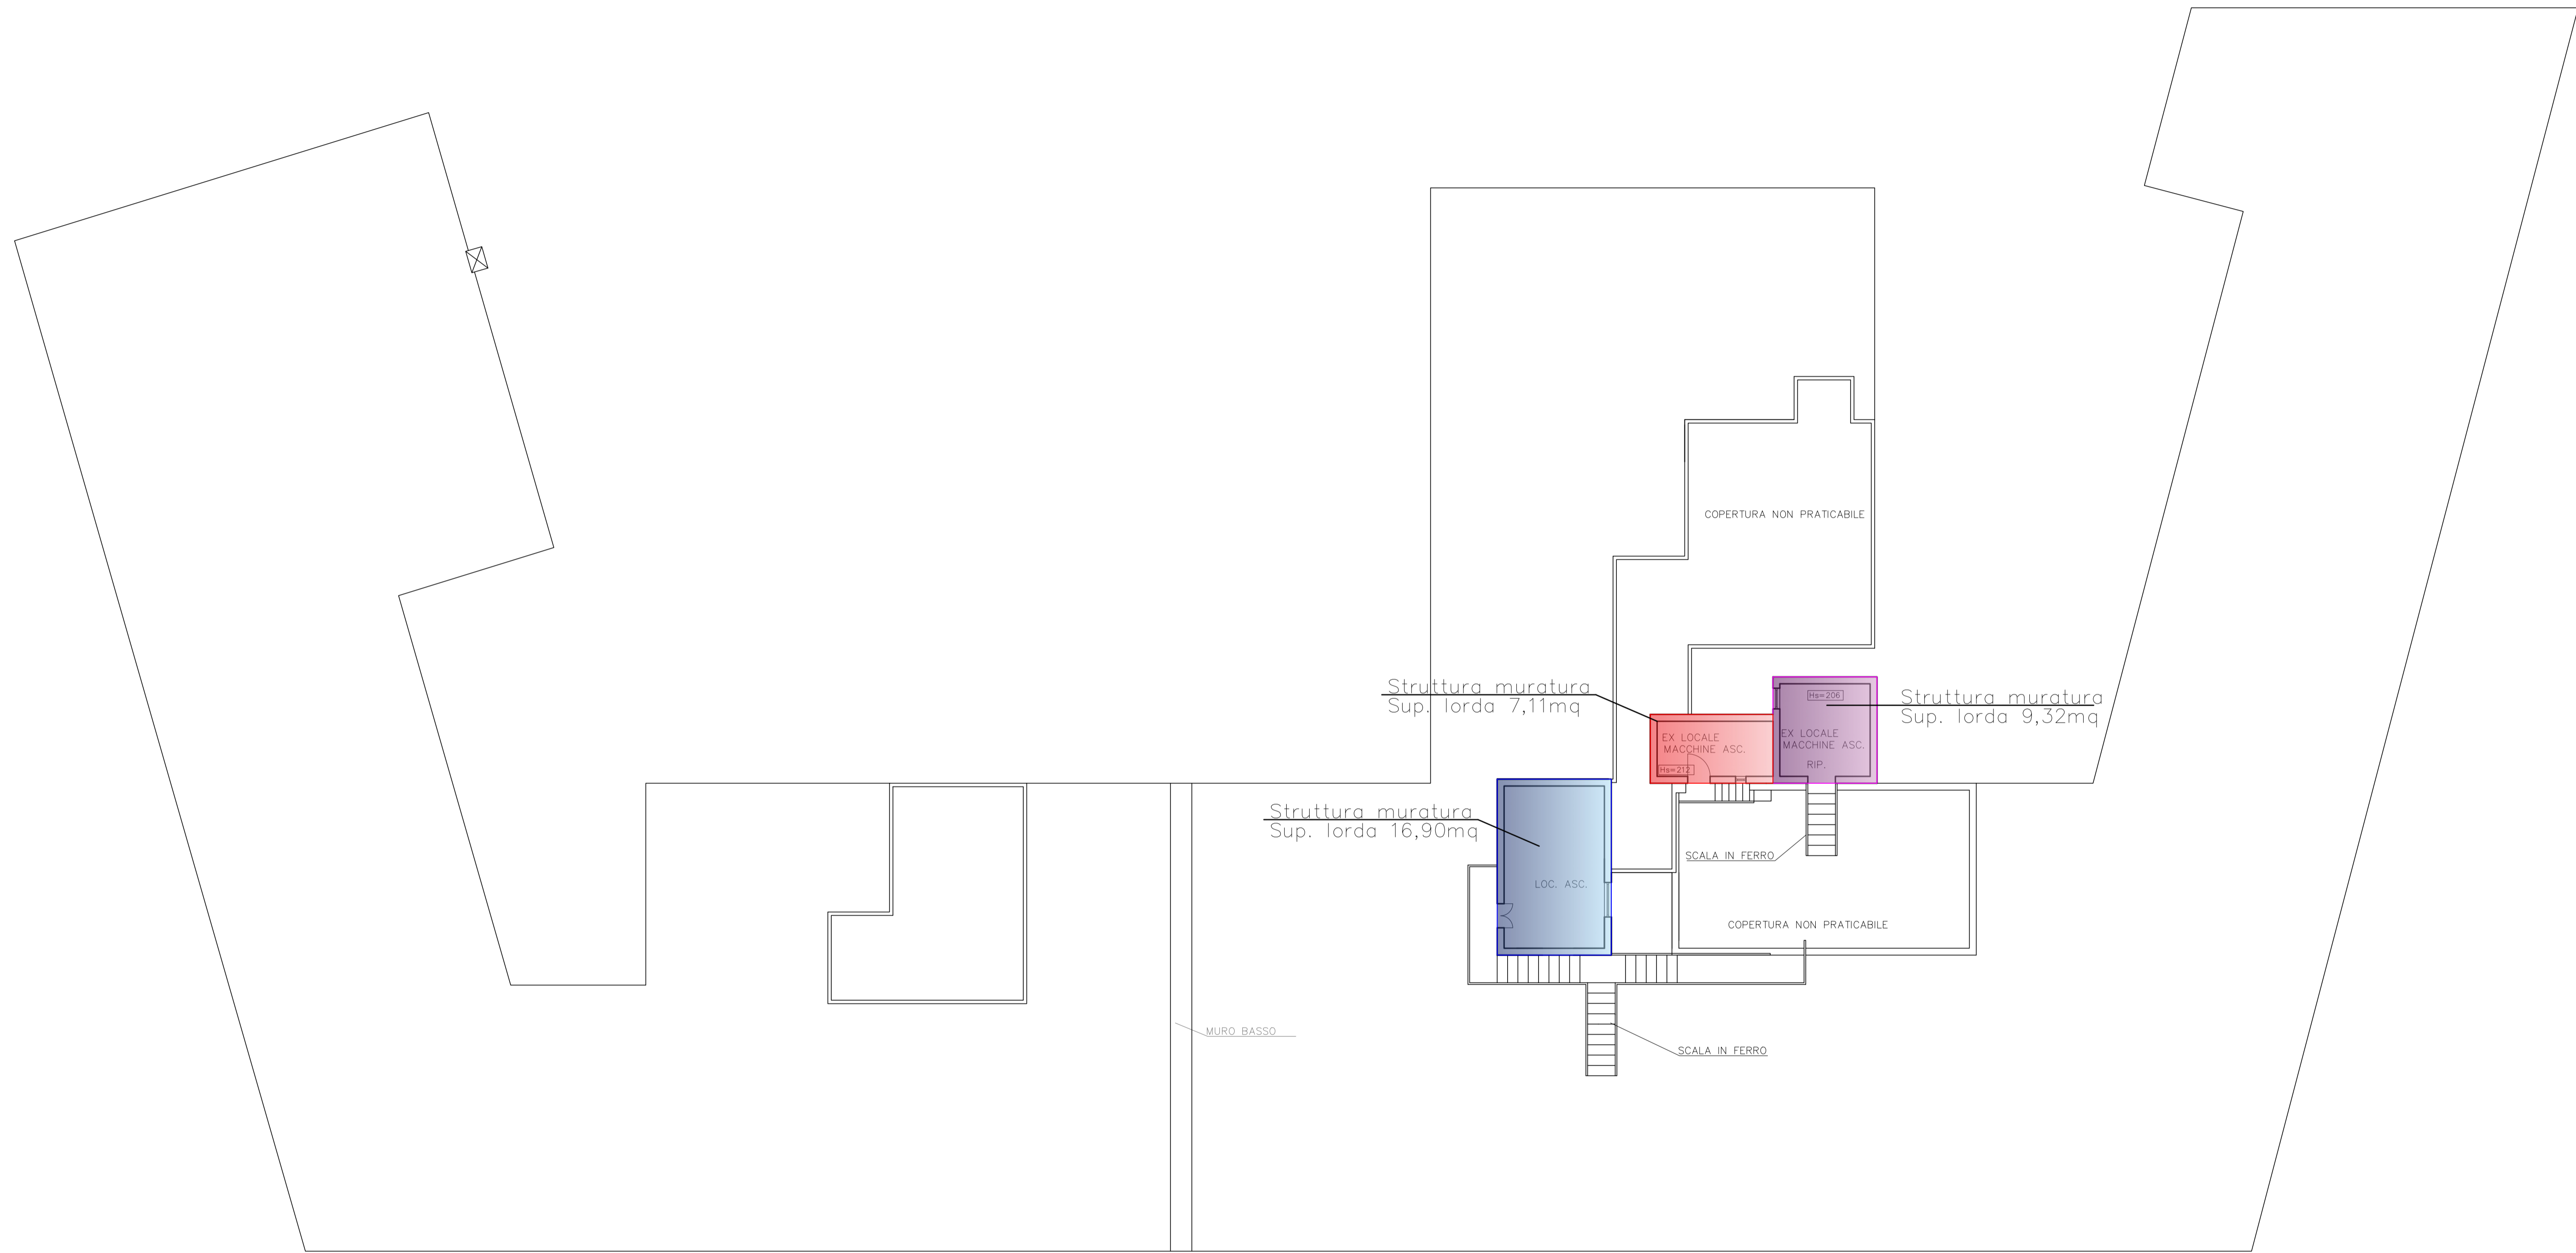 COPERTURA NON PRATICABILE
Struttura muratura
Sup. lorda 7,11mq
Hs=206
Struttura muratura
Sup. lorda 9,32mq
EX LOCALE
MACCHINE ASC.
Hs=212
EX LOCALE
MACCHINE ASC.
RIP.
Struttura muratura
Sup. lorda 16,90mq
SCALA IN FERRO
LOC. ASC.
COPERTURA NON PRATICABILE
MURO BASSO
SCALA IN FERRO